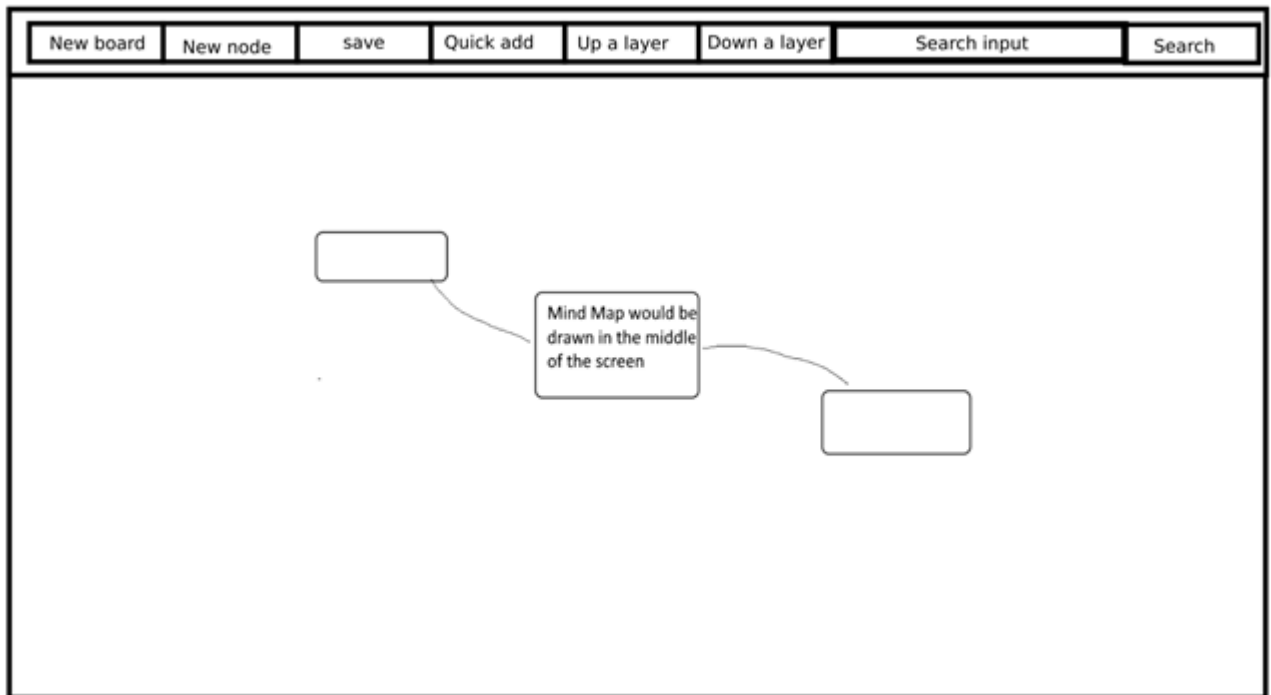 New board New node save Quick add Up a layer Down a layer Search input Search
Mind Map would be
drawn in the middle
of the screen